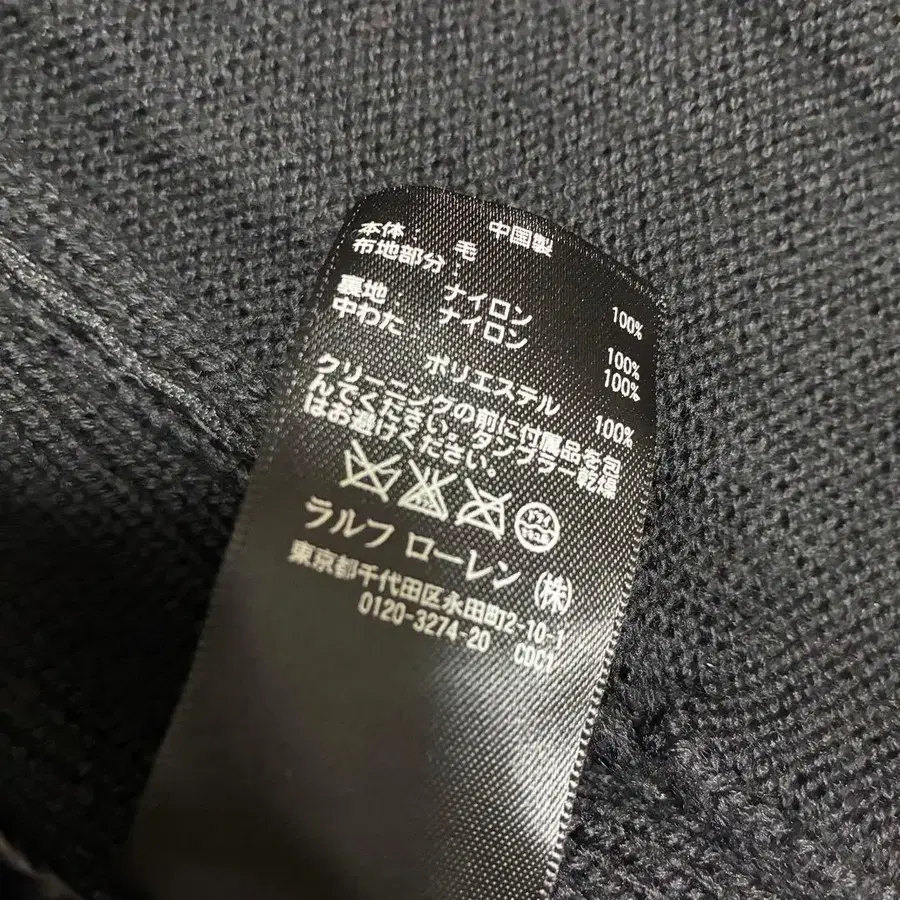 中国製
本体: 毛 100%
布地部分:
ナイロン 100%
裏地: ナイロン 100%
中わた:
ポリエステル 100%
クリーニングの前に付属品を包
んでください。タンブラー乾燥
はお避けください。
ドライ
ラルフ ローレン (株)
東京都千代田区永田町2-10-1
0120-3274-20 CDC1